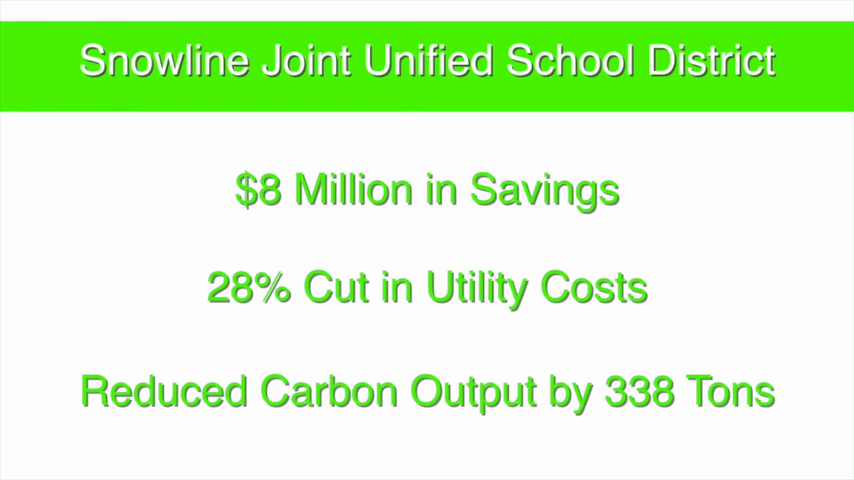 Snowline Joint Unified School District
$8 Million in Savings
28% Cut in Utility Costs
Reduced Carbon Output by 338 Tons